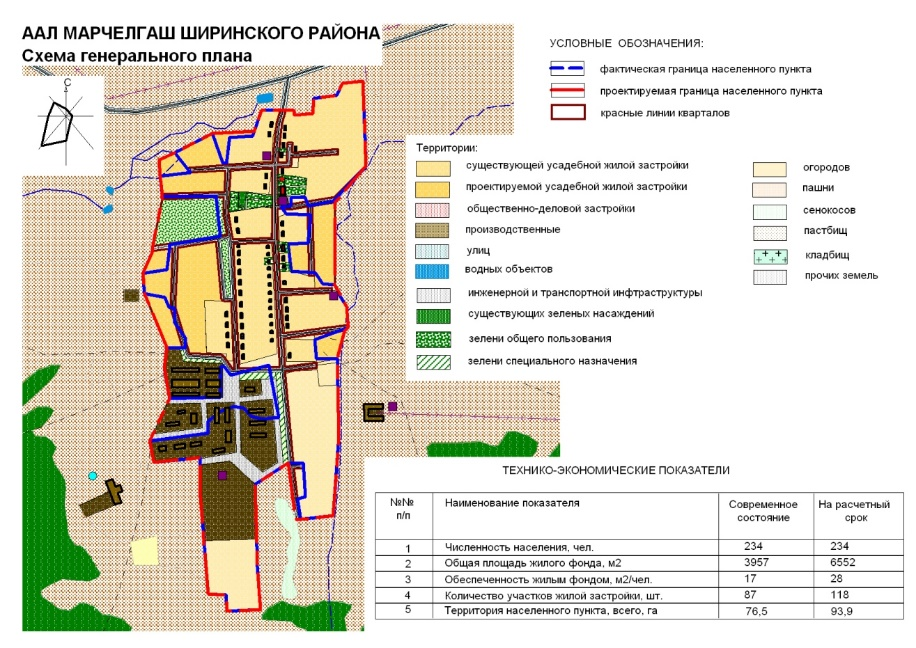 ААЛ МАРЧЕЛГАШ ШИРИНСКОГО РАЙОНА
Схема генерального плана
С
УСЛОВНЫЕ ОБОЗНАЧЕНИЯ:
фактическая граница населенного пункта
проектируемая граница населенного пункта
красные линии кварталов
Территории:
существующей усадебной жилой застройки
проектируемой усадебной жилой застройки
общественно-деловой застройки
производственные
улиц
водных объектов
инженерной и транспортной инфтраструктуры
существующих зеленых насаждений
зелени общего пользования
зелени специального назначения
огородов
пашни
сенокосов
пастбищ
кладбищ
прочих земель
ТЕХНИКО-ЭКОНОМИЧЕСКИЕ ПОКАЗАТЕЛИ
№№ п/п Наименование показателя Современное состояние На расчетный срок
1 Численность населения, чел. 234 234
2 Общая площадь жилого фонда, м2 3957 6552
3 Обеспеченность жилым фондом, м2/чел. 17 28
4 Количество участков жилой застройки, шт. 87 118
5 Территория населенного пункта, всего, га 76,5 93,9